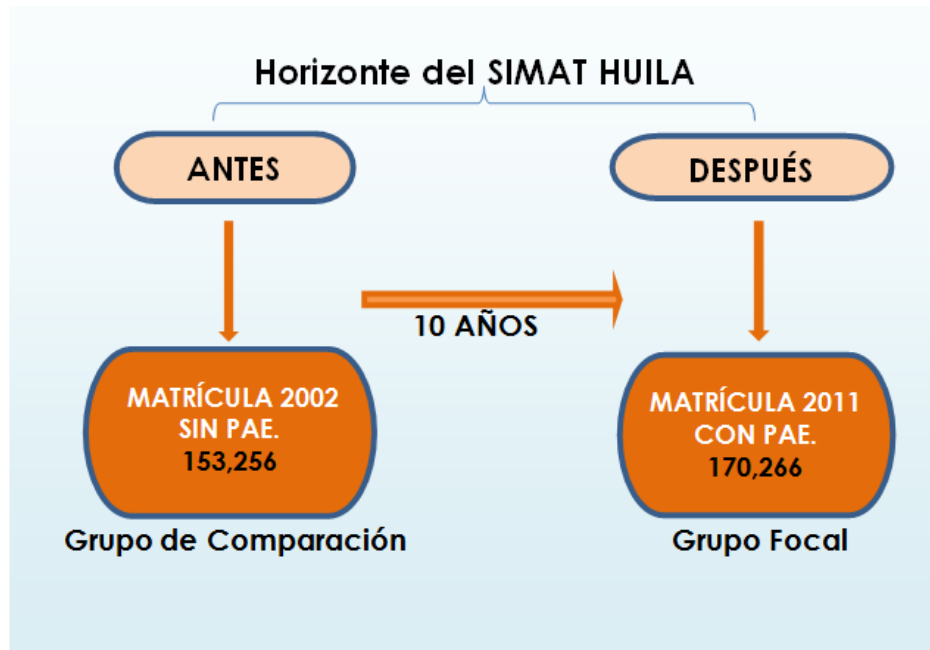 Horizonte del SIMAT HUILA
ANTES
DESPUÉS
10 AÑOS
MATRÍCULA 2002
SIN PAE.
153,256
MATRÍCULA 2011
CON PAE.
170,266
Grupo de Comparación
Grupo Focal